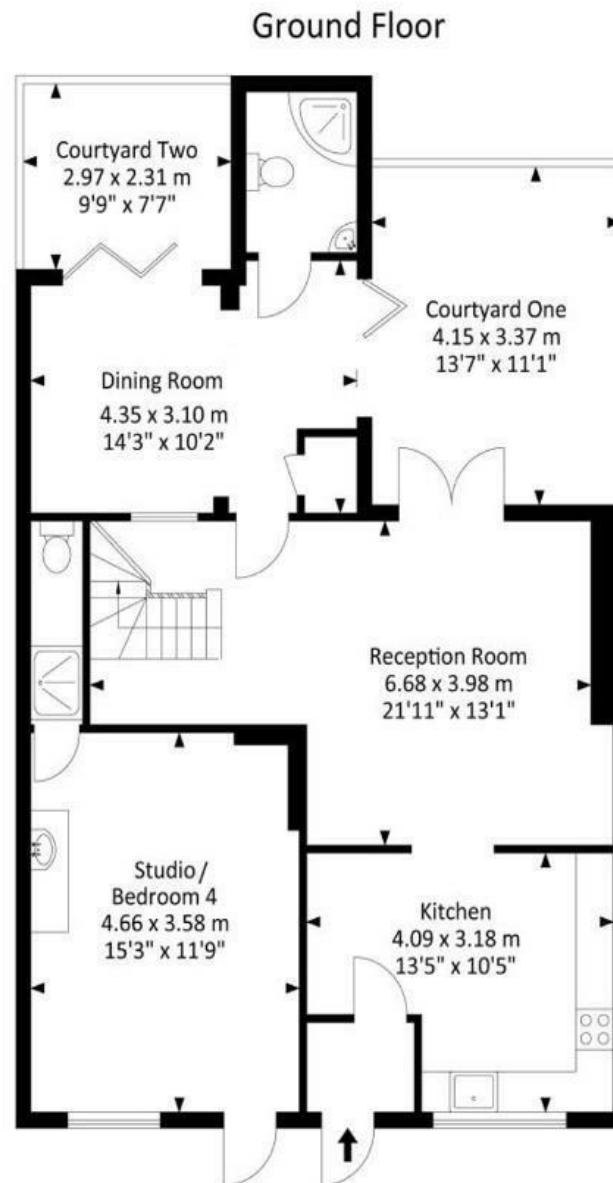 Ground Floor
Courtyard Two
2.97 x 2.31 m
9'9" x 7'7"
Courtyard One
4.15 x 3.37 m
13'7" x 11'1"
Dining Room
4.35 x 3.10 m
14'3" x 10'2"
Reception Room
6.68 x 3.98 m
21'11" x 13'1"
Studio/
Bedroom 4
4.66 x 3.58 m
15'3" x 11'9"
Kitchen
4.09 x 3.18 m
13'5" x 10'5"